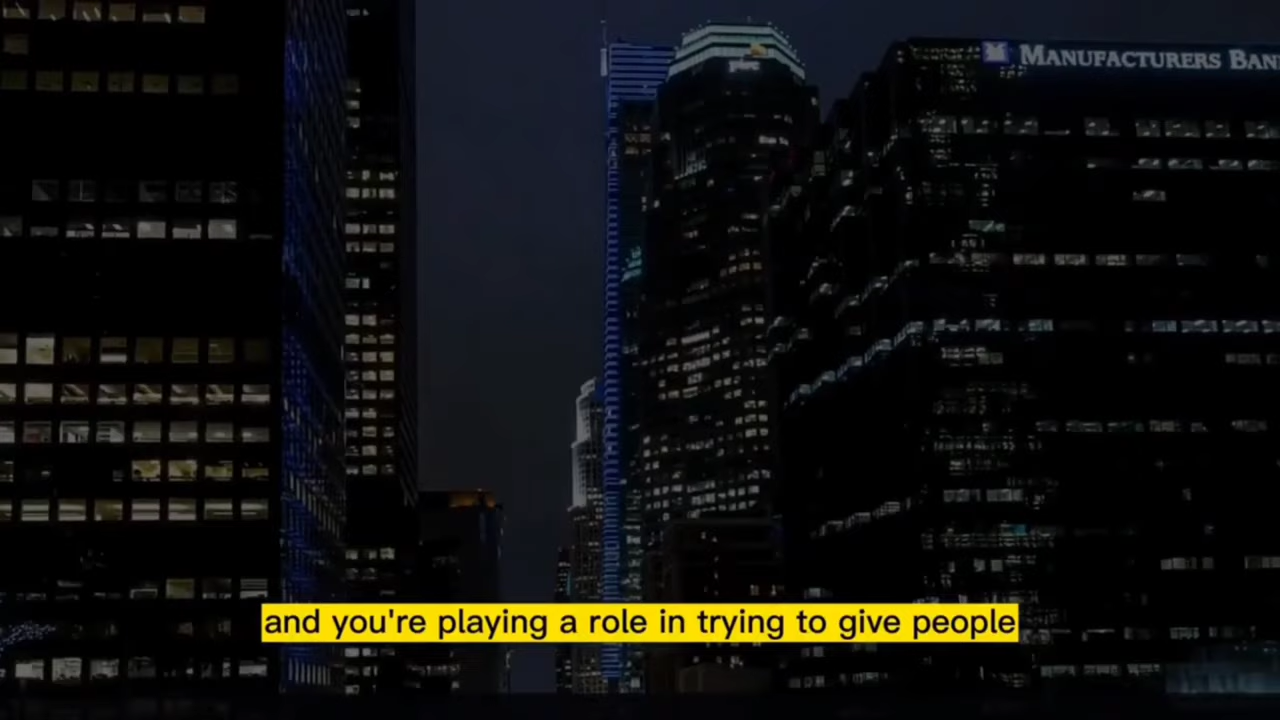 MANUFACTURERS BAN
pwc
and you're playing a role in trying to give people